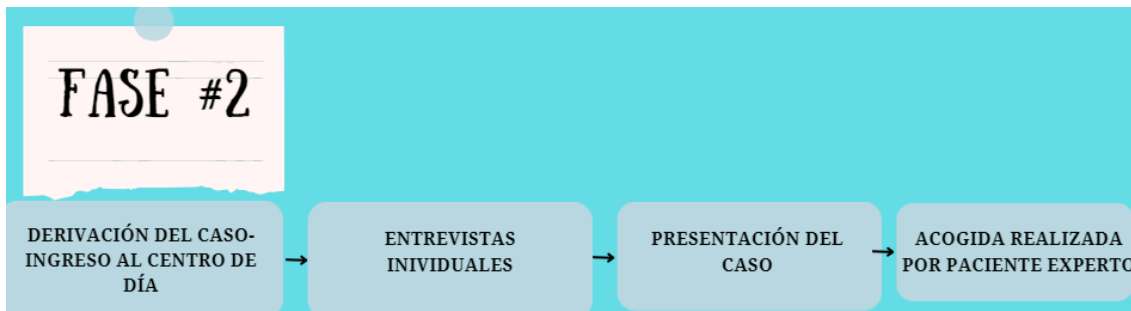 FASE #2
DERIVACIÓN DEL CASO-
INGRESO AL CENTRO DE
DÍA
ENTREVISTAS
INIVIDUALES
PRESENTACIÓN DEL
CASO
ACOGIDA REALIZADA
POR PACIENTE EXPERTO